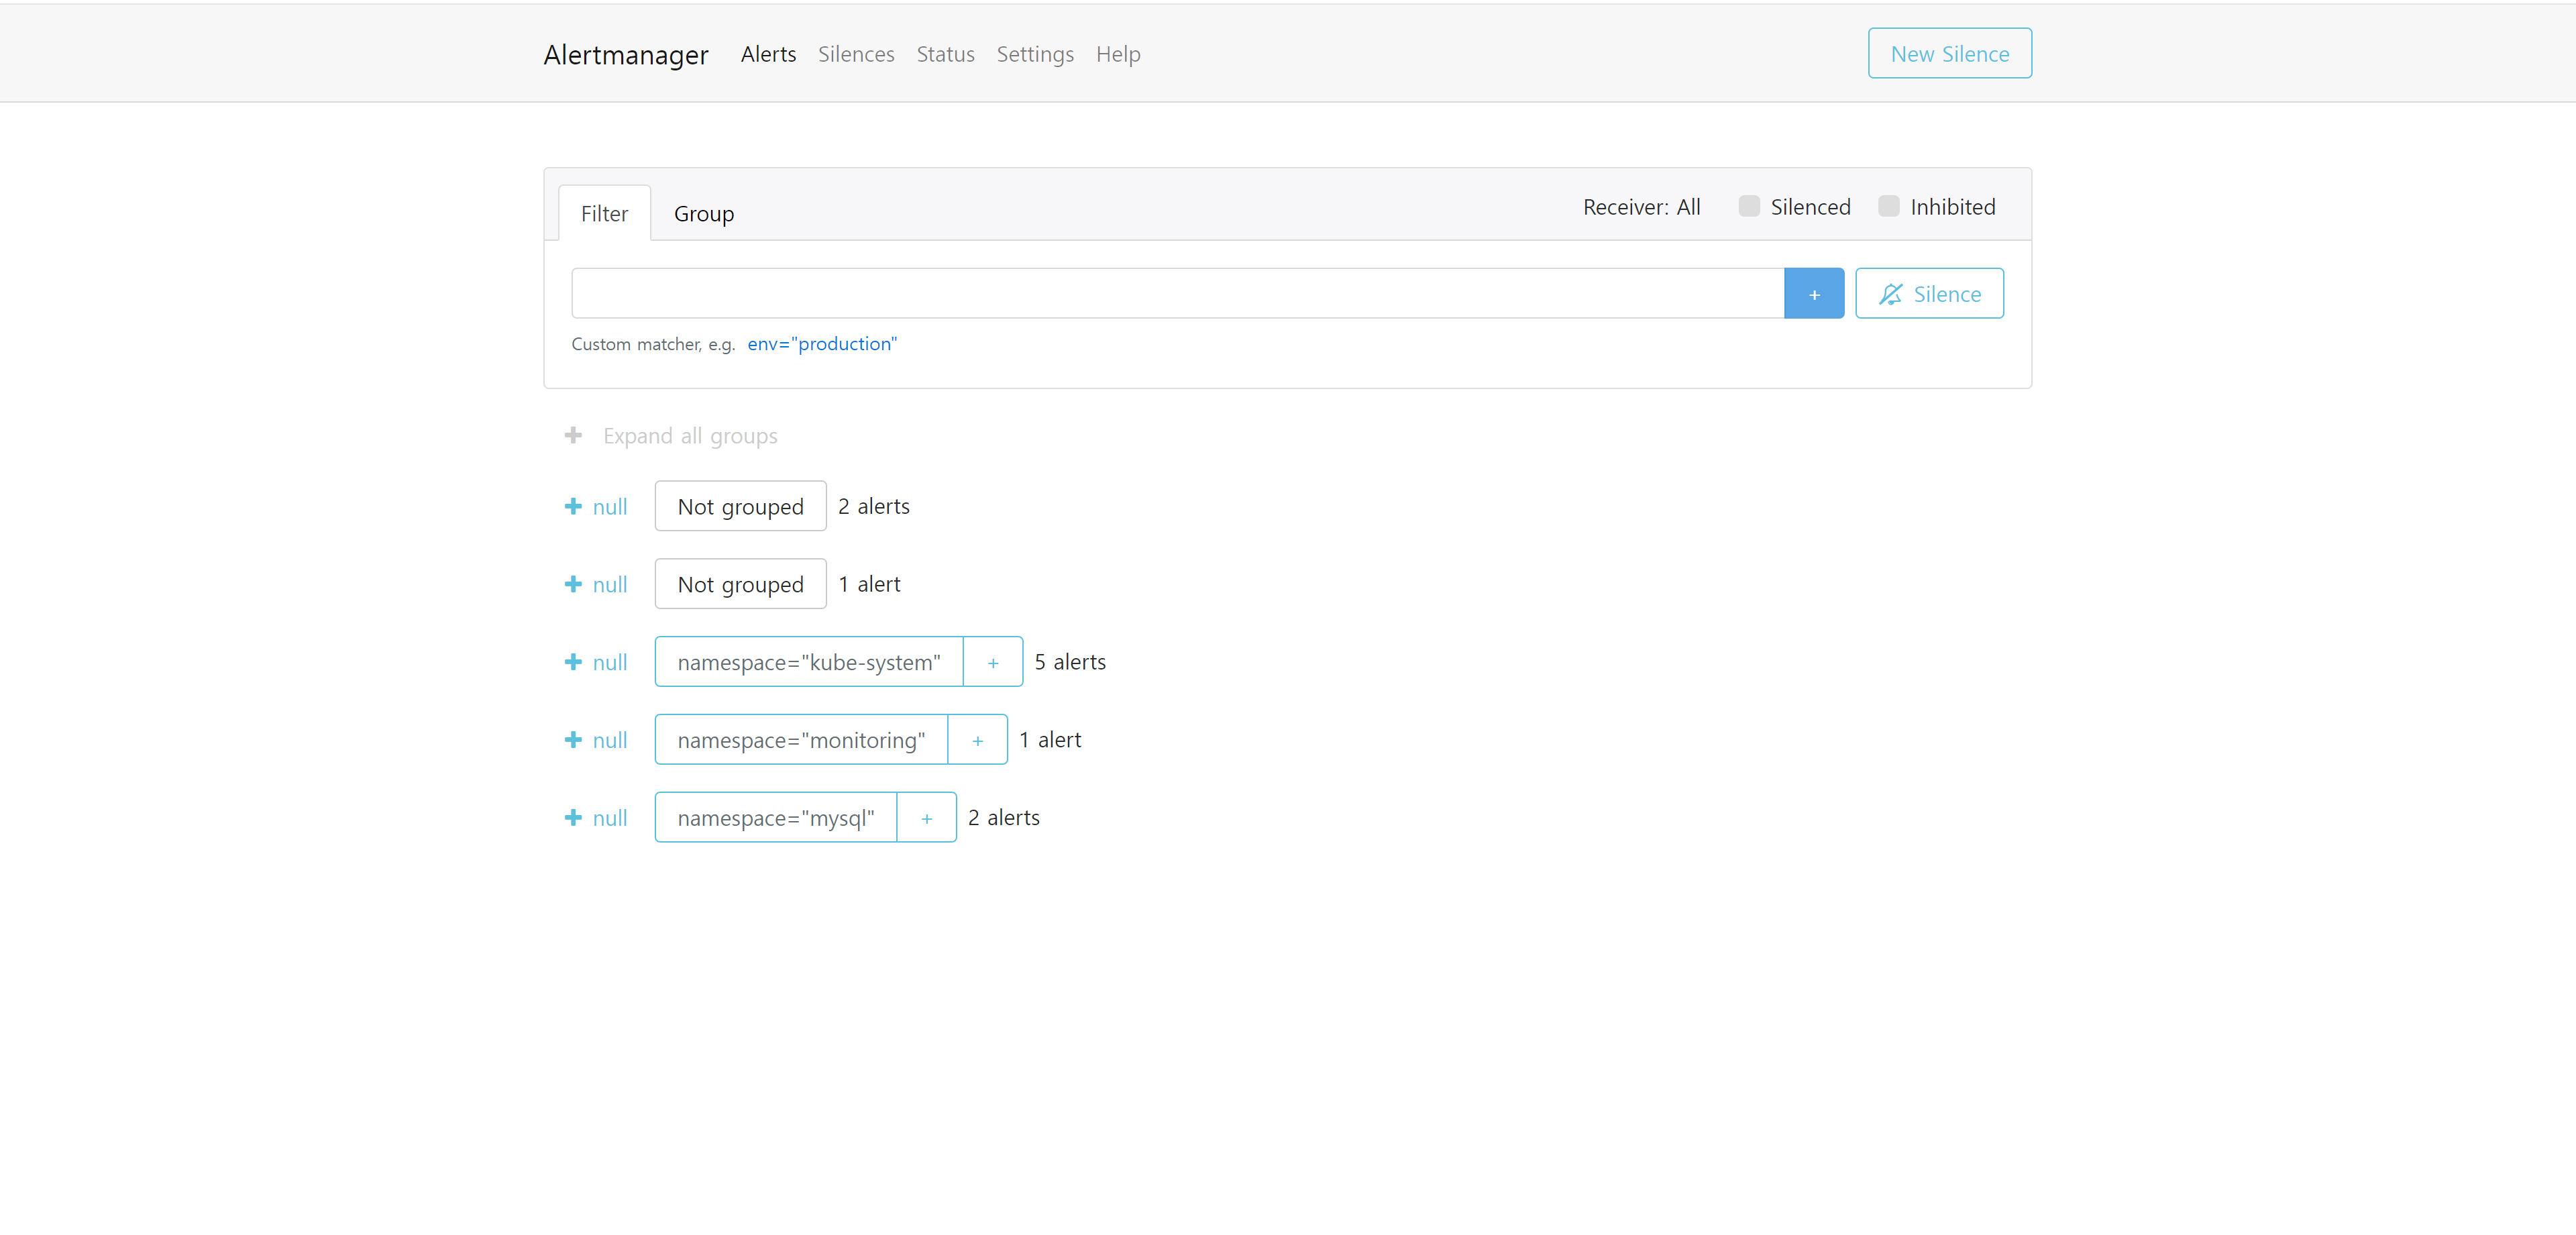 Alertmanager Alerts Silences Status Settings Help New Silence
Filter Group Receiver: All Silenced Inhibited
+ Silence
Custom matcher, e.g. env="production"
+ Expand all groups
+ null Not grouped 2 alerts
+ null Not grouped 1 alert
+ null namespace="kube-system" + 5 alerts
+ null namespace="monitoring" + 1 alert
+ null namespace="mysql" + 2 alerts